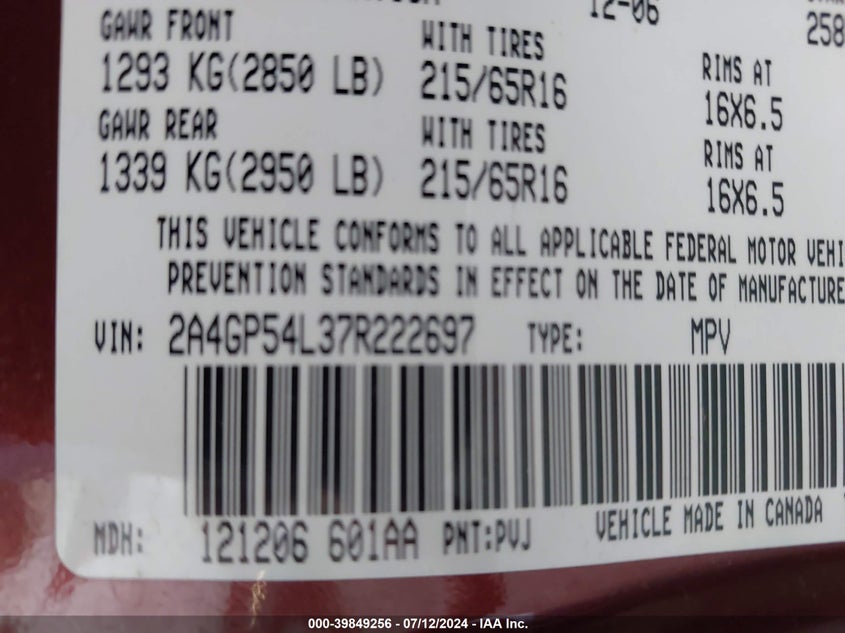 12-06
258
GAWR FRONT WITH TIRES RIMS AT
1293 KG(2850 LB) 215/65R16 16X6.5
GAWR REAR WITH TIRES RIMS AT
1339 KG(2950 LB) 215/65R16 16X6.5
THIS VEHICLE CONFORMS TO ALL APPLICABLE FEDERAL MOTOR VEHI
PREVENTION STANDARDS IN EFFECT ON THE DATE OF MANUFACTURE
VIN: 2A4GP54L37R222697 TYPE: MPV
MDH: 121206 601AA PNT:PVJ VEHICLE MADE IN CANADA
000-39849256 - 07/12/2024 - IAA Inc.